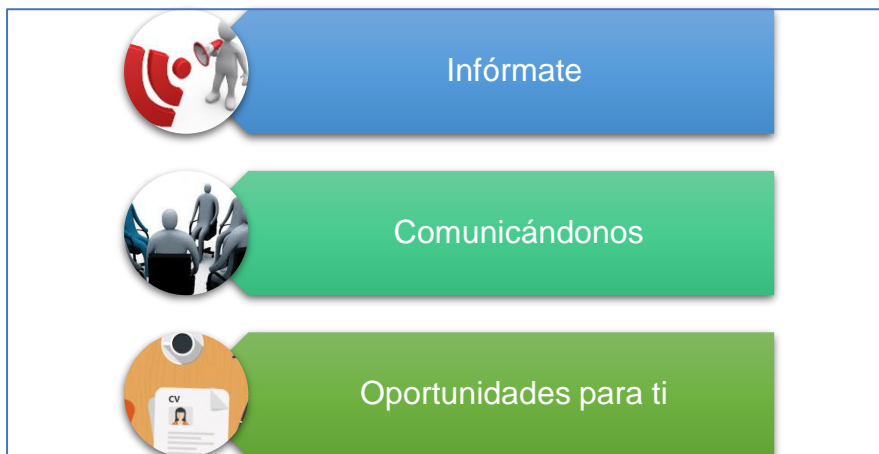 Infórmate
Comunicándonos
Oportunidades para ti
CV